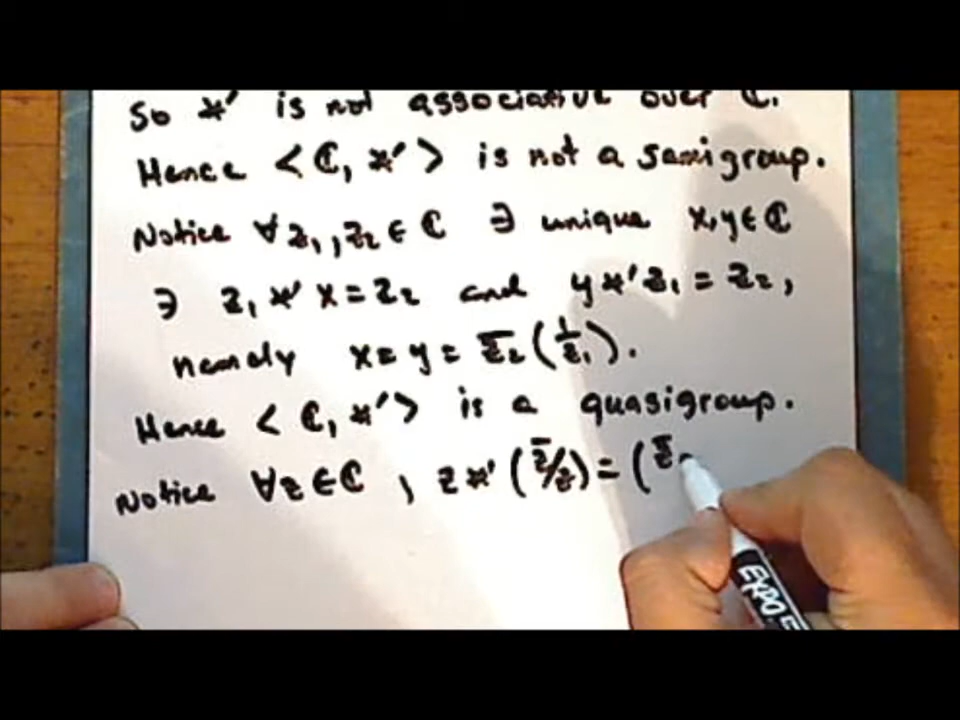 So *' is not associative over ℂ.
Hence <ℂ, *'> is not a semigroup.
Notice ∀z₁,z₂∈ℂ ∃ unique x,y∈ℂ
∋ z₁ *' x = z₂ and y *' z₁ = z₂,
namely x = y = z̄₂(1/z₁).
Hence <ℂ, *'> is a quasigroup.
Notice ∀z∈ℂ, z *' (z̄/z) = (z̄
EXPO